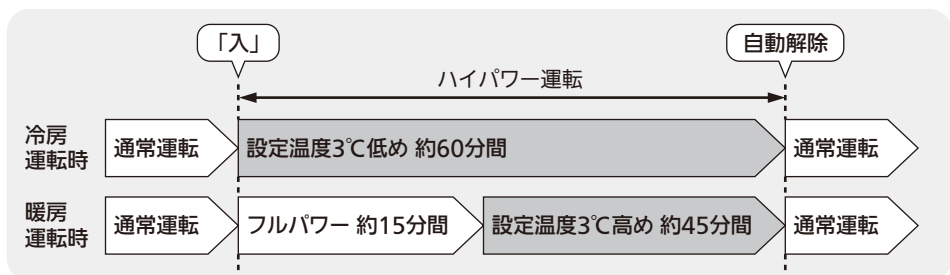 「入」
自動解除
ハイパワー運転
冷房
運転時
通常運転
設定温度3℃低め 約60分間
通常運転
暖房
運転時
通常運転
フルパワー 約15分間
設定温度3℃高め 約45分間
通常運転